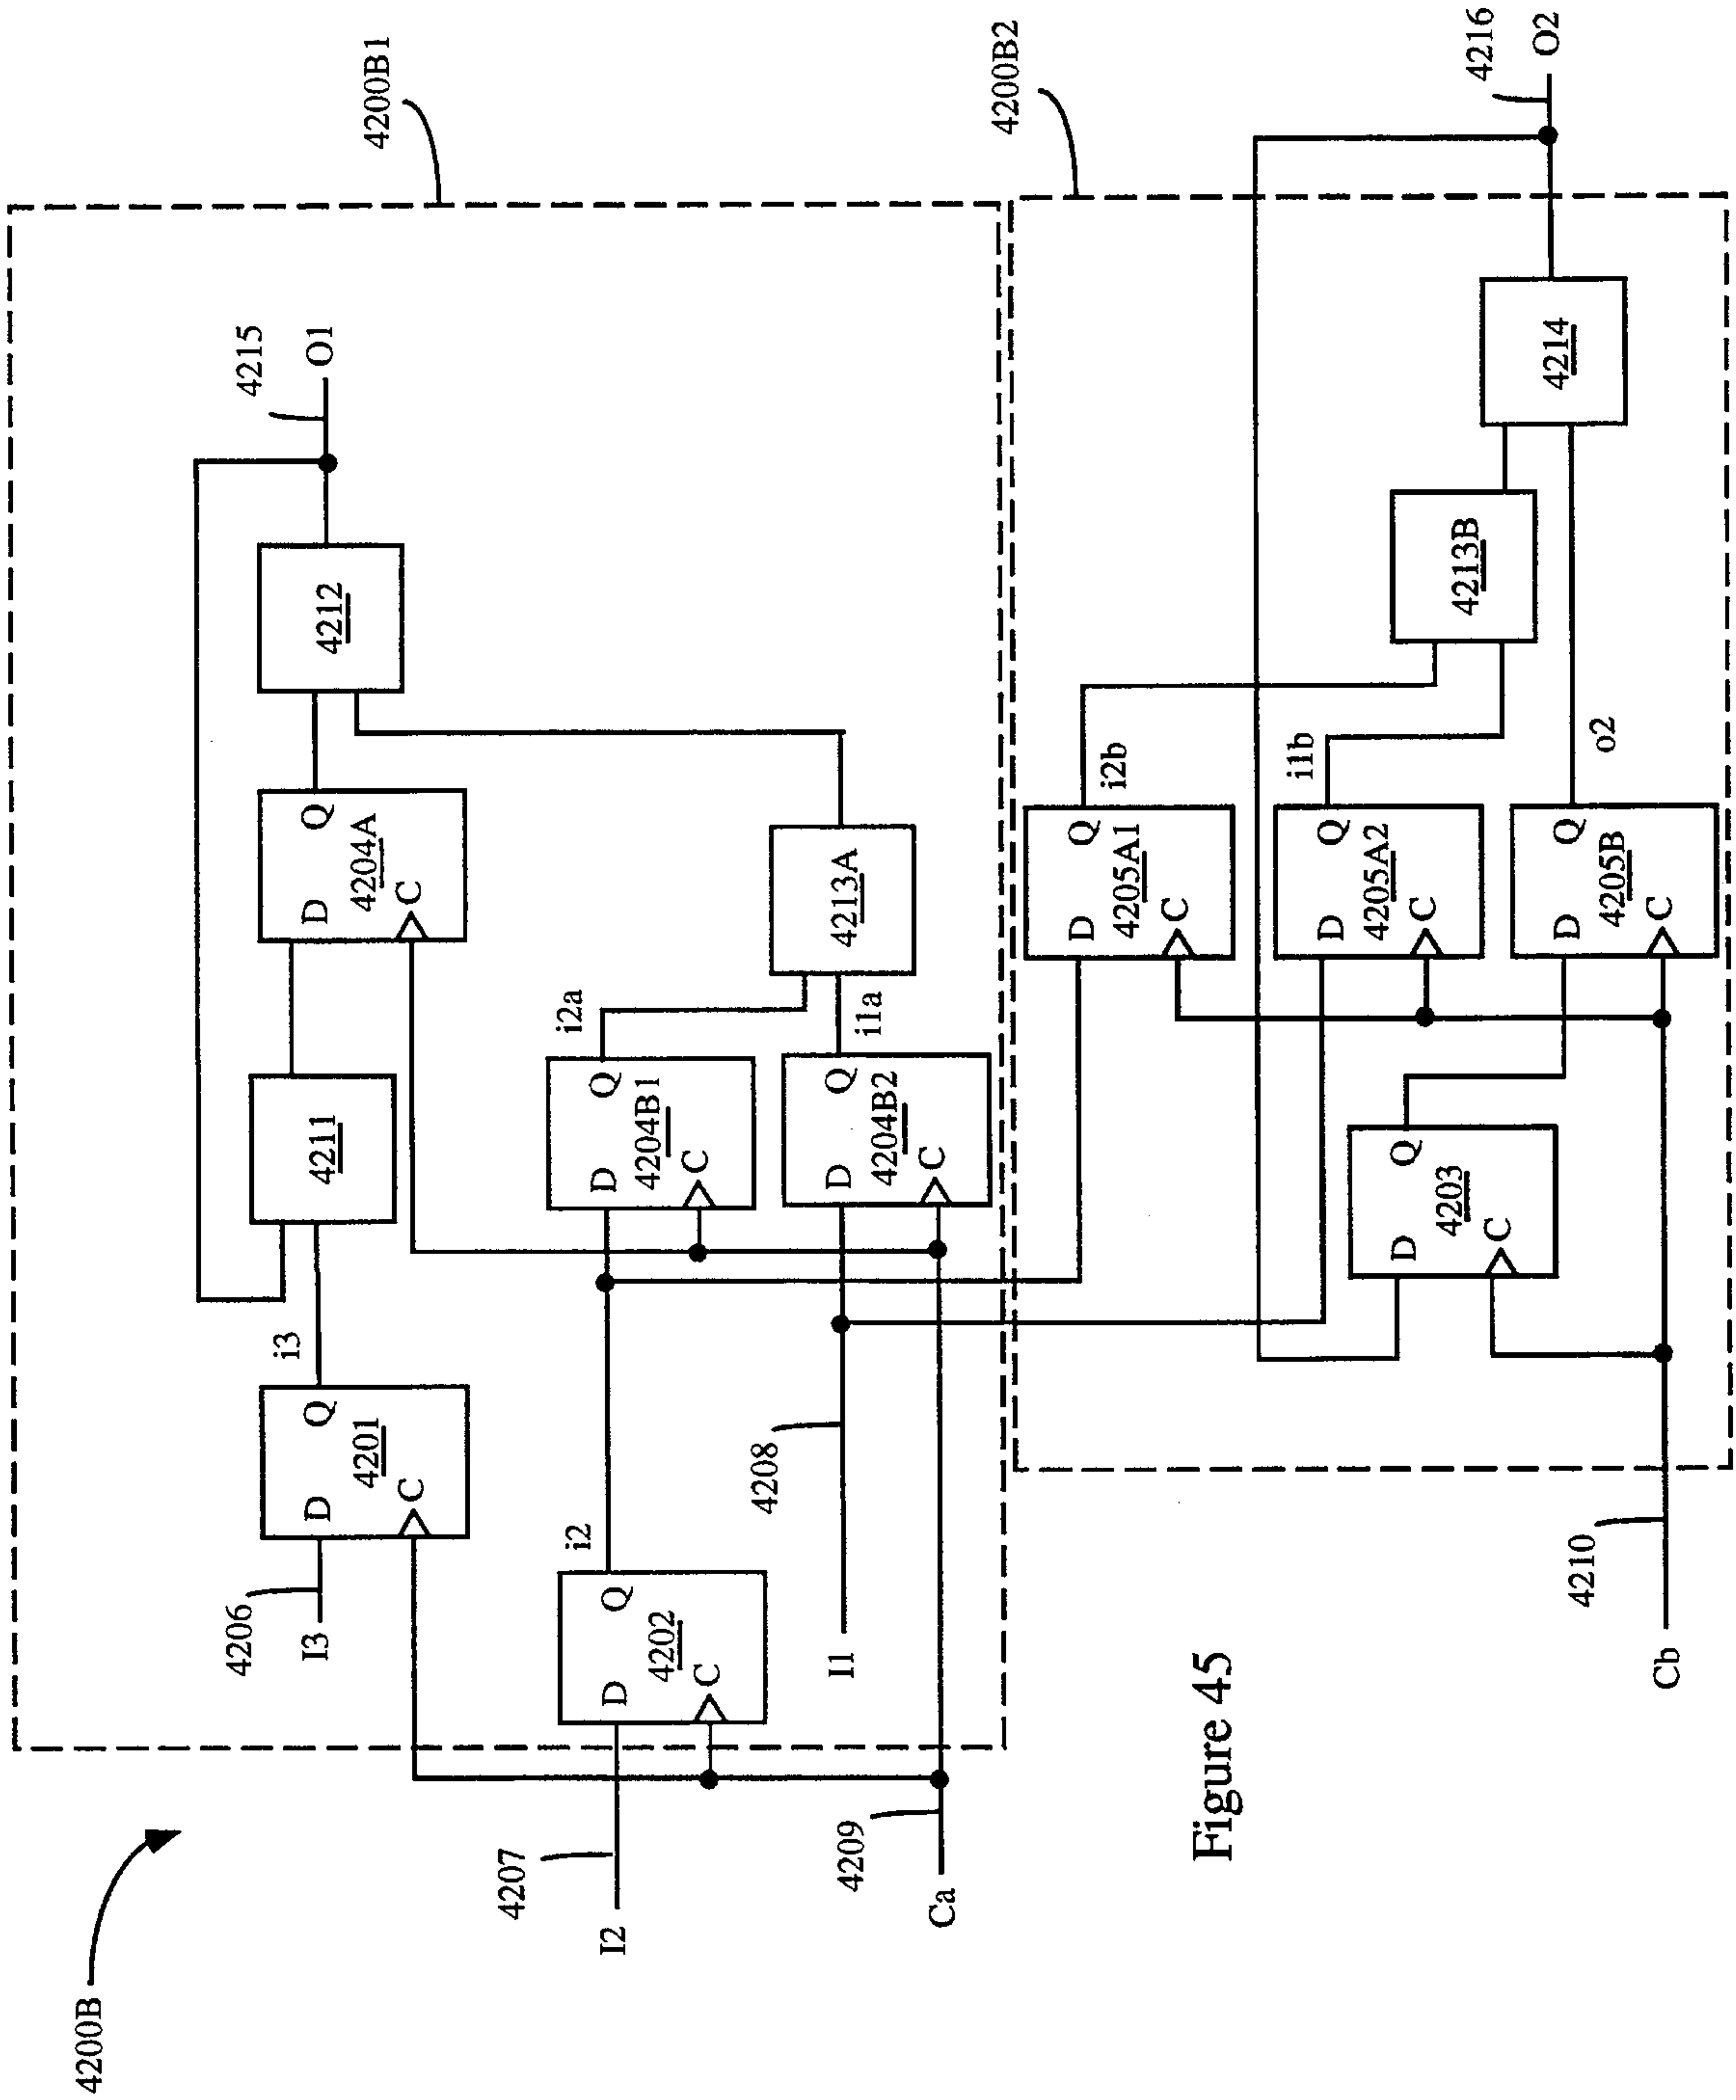 4200B
4200B1
4215
O1
4212
4204A
D
Q
C
4211
i3
4201
D
Q
C
4206
I3
4213A
i2a
i1a
4204B1
D
Q
C
4204B2
D
Q
C
i2
4202
D
Q
C
4207
I2
4208
I1
4209
Ca
4200B2
4216
O2
4214
4213B
i2b
i1b
o2
4205A1
D
Q
C
4205A2
D
Q
C
4205B
D
Q
C
4203
D
Q
C
4210
Cb
Figure 45